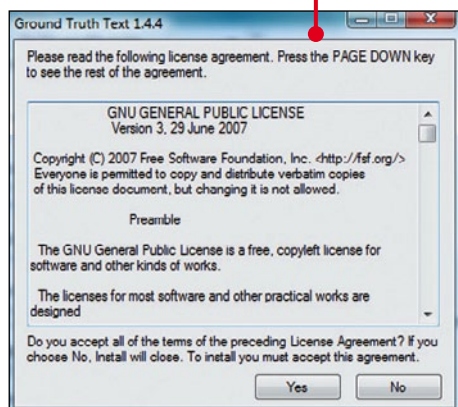 Ground Truth Text 1.4.4
Please read the following license agreement. Press the PAGE DOWN key
to see the rest of the agreement.
GNU GENERAL PUBLIC LICENSE
Version 3, 29 June 2007
Copyright (C) 2007 Free Software Foundation, Inc. <http://fsf.org/>
Everyone is permitted to copy and distribute verbatim copies
of this license document, but changing it is not allowed.
Preamble
The GNU General Public License is a free, copyleft license for
software and other kinds of works.
The licenses for most software and other practical works are
designed
Do you accept all of the terms of the preceding License Agreement? If you
choose No, Install will close. To install you must accept this agreement.
Yes No